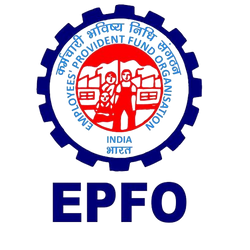 कर्मचारी भविष्य निधि संगठन
EMPLOYEES' PROVIDENT FUND ORGANISATION
INDIA
भारत
EPFO